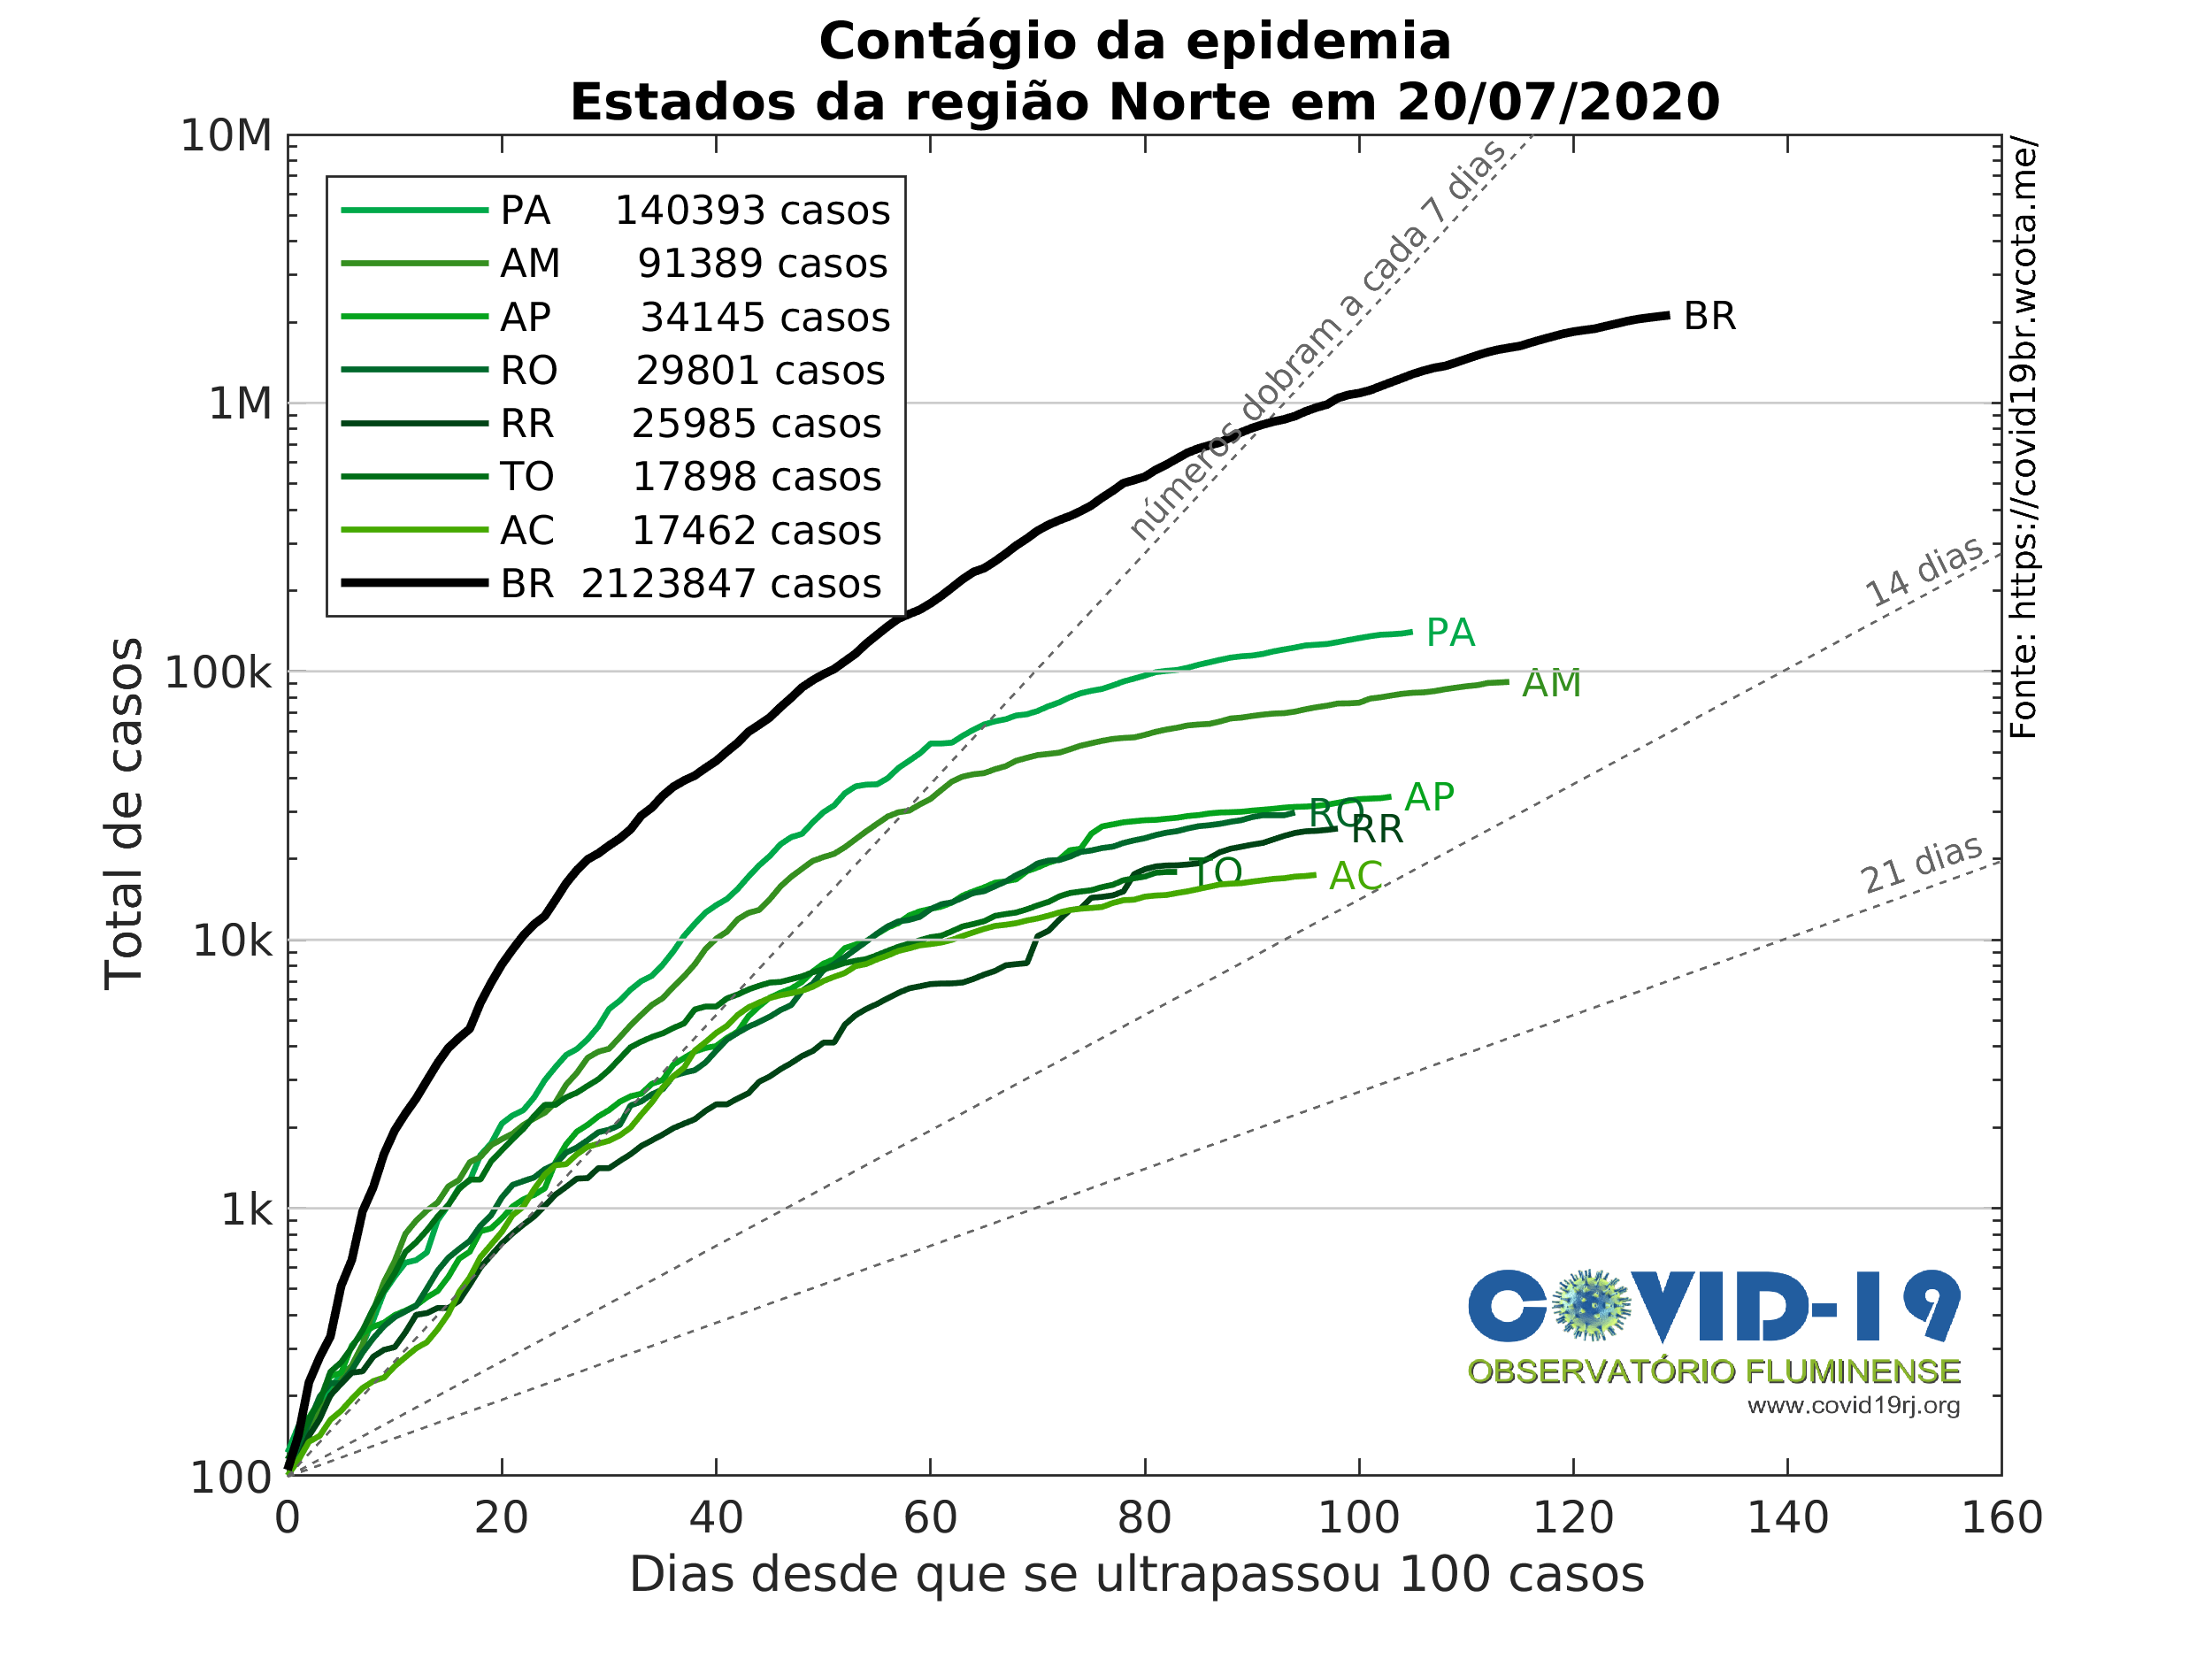 Contágio da epidemia
Estados da região Norte em 20/07/2020
10M
1M
100k
10k
1k
100
Total de casos
PA 140393 casos
AM 91389 casos
AP 34145 casos
RO 29801 casos
RR 25985 casos
TO 17898 casos
AC 17462 casos
BR 2123847 casos
números dobram a cada 7 dias
14 dias
21 dias
BR
PA
AM
AP
RO
RR
TO
AC
Fonte: https://covid19br.wcota.me/
COVID-19
OBSERVATÓRIO FLUMINENSE
www.covid19rj.org
0 20 40 60 80 100 120 140 160
Dias desde que se ultrapassou 100 casos